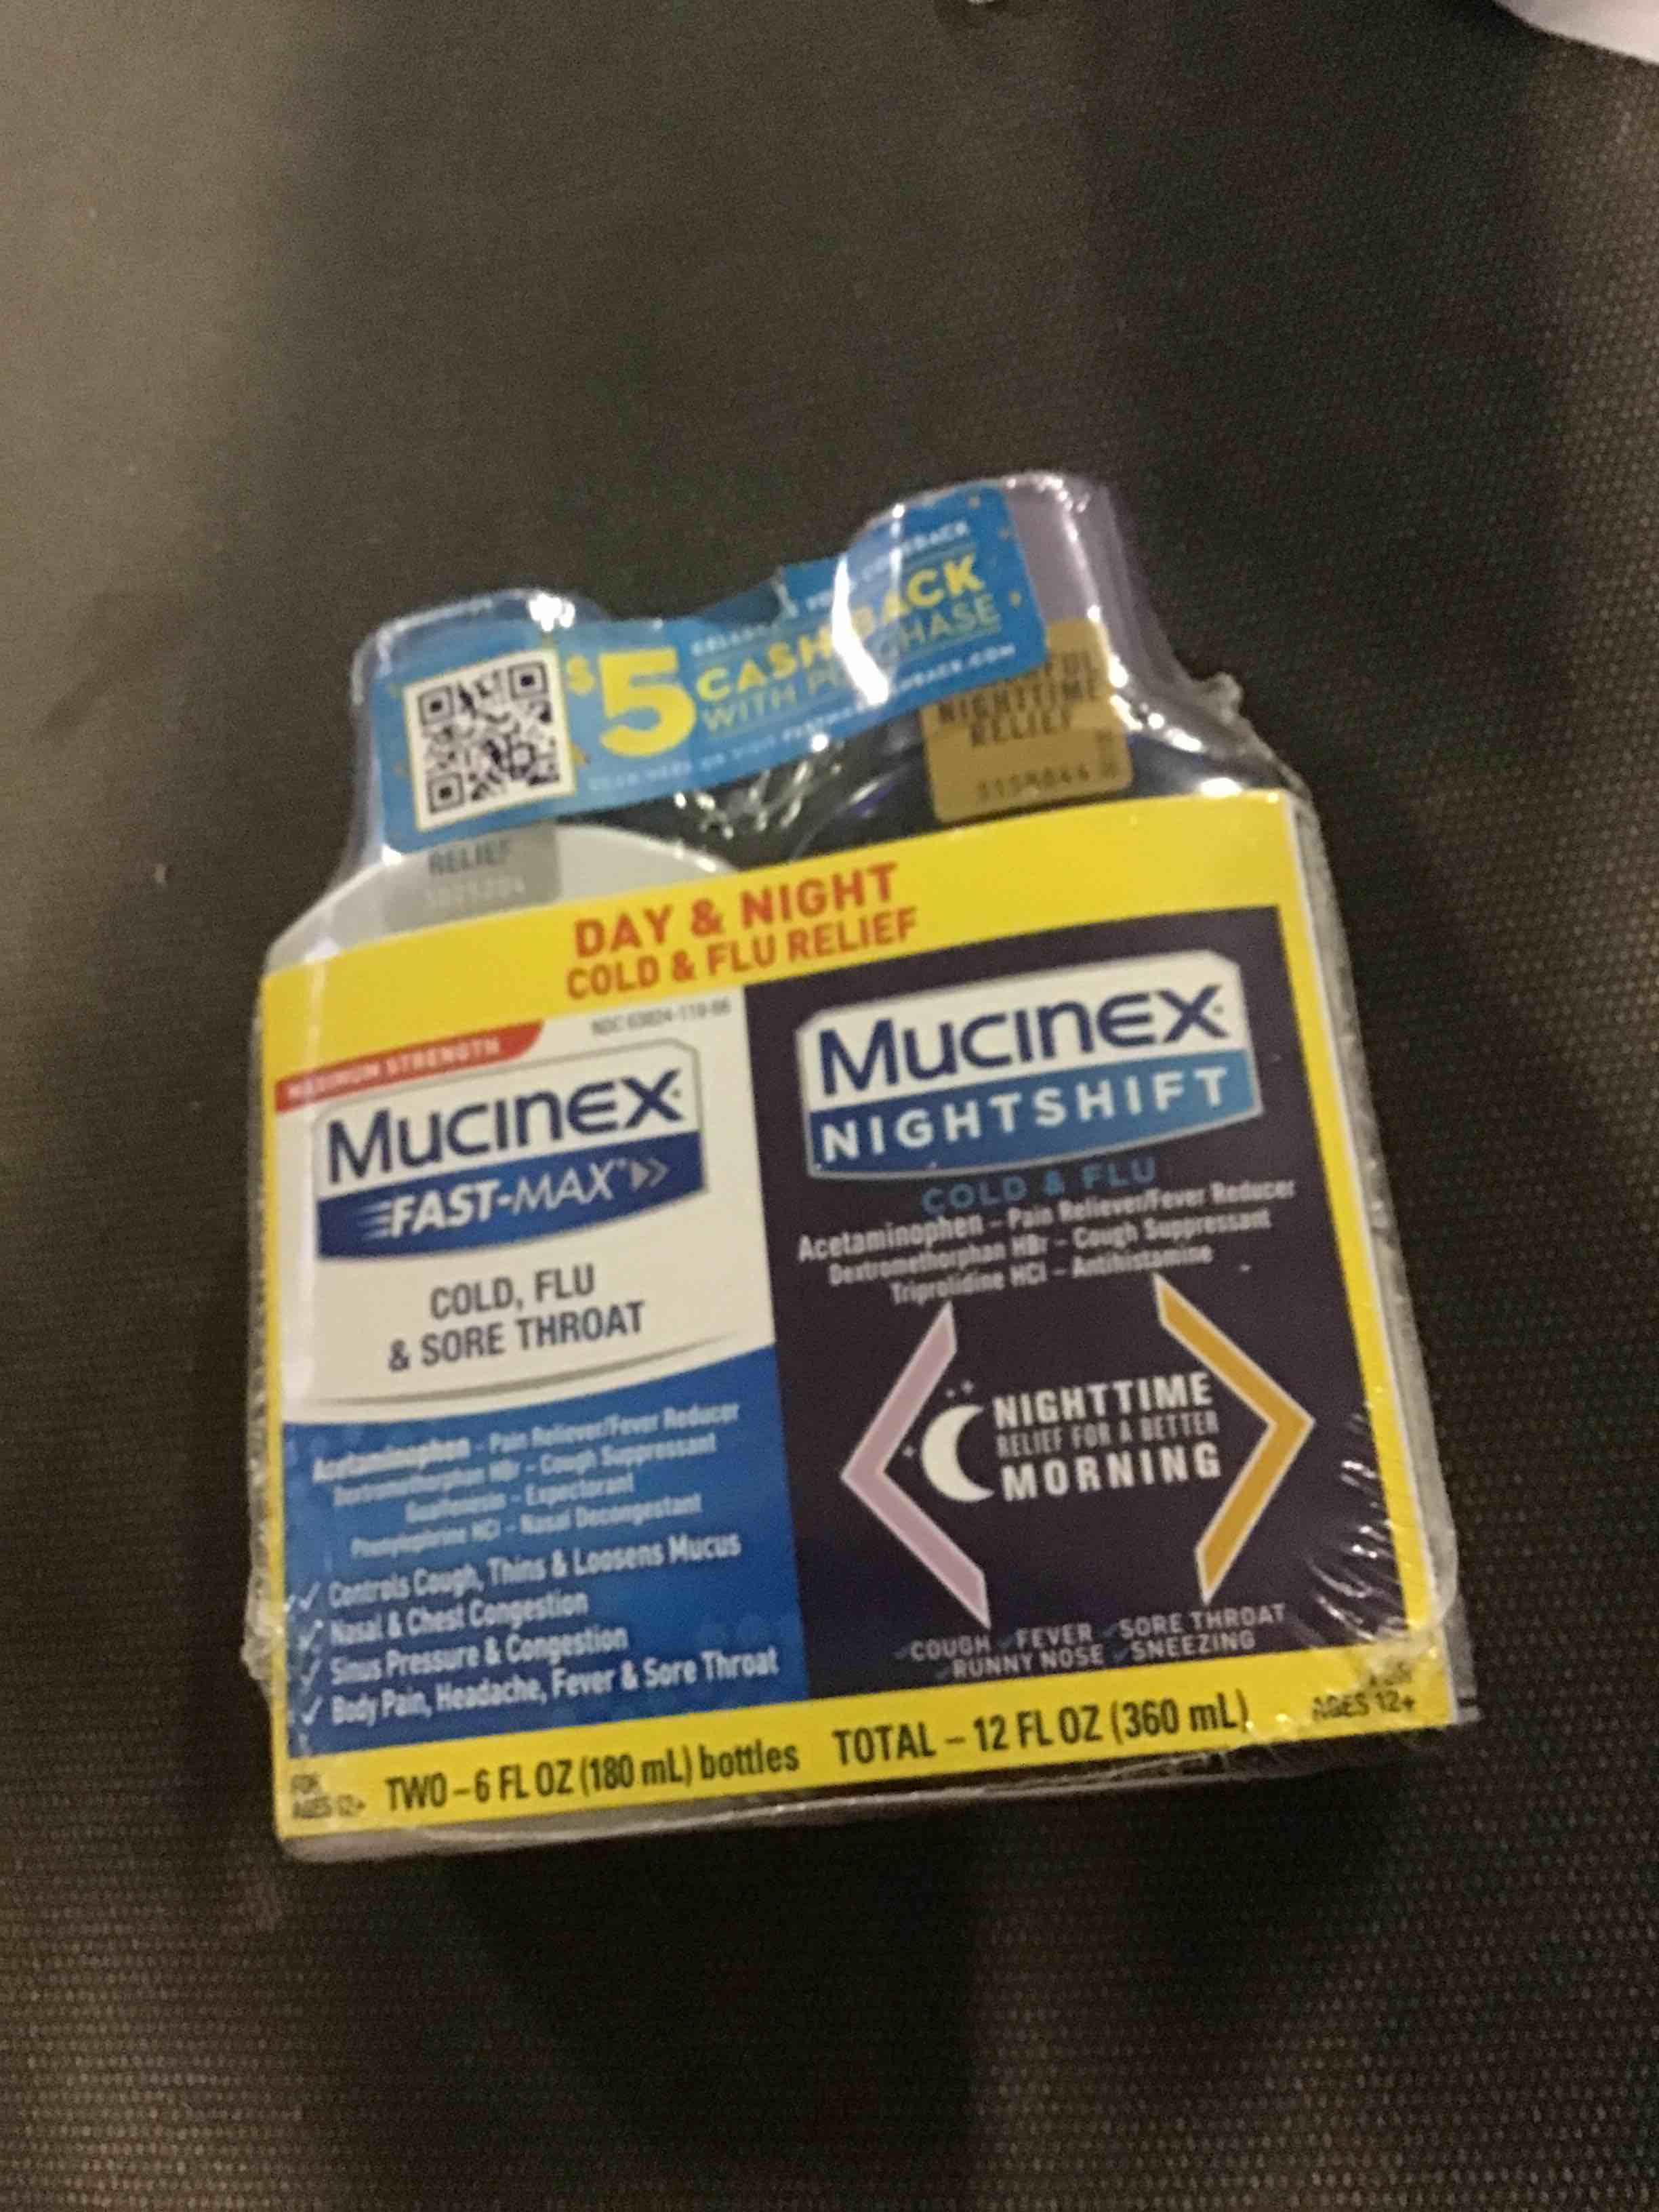 $5
CASH BACK
WITH
NIGHTTIME
RELIEF
RELIEF
DAY & NIGHT
COLD & FLU RELIEF
MAXIMUM STRENGTH
Mucinex
FAST-MAX
COLD, FLU
& SORE THROAT
Acetaminophen - Pain Reliever/Fever Reducer
Dextromethorphan HBr - Cough Suppressant
Guaifenesin - Expectorant
Phenylephrine HCl - Nasal Decongestant
Controls Cough, Thins & Loosens Mucus
Nasal & Chest Congestion
Sinus Pressure & Congestion
Body Pain, Headache, Fever & Sore Throat
Mucinex
NIGHTSHIFT
COLD & FLU
Acetaminophen – Pain Reliever/Fever Reducer
Dextromethorphan HBr – Cough Suppressant
Triprolidine HCl – Antihistamine
NIGHTTIME
RELIEF FOR A BETTER
MORNING
COUGH FEVER SORE THROAT
RUNNY NOSE SNEEZING
FOR
AGES 12+
TWO – 6 FL OZ (180 mL) bottles TOTAL – 12 FL OZ (360 mL)
AGES 12+